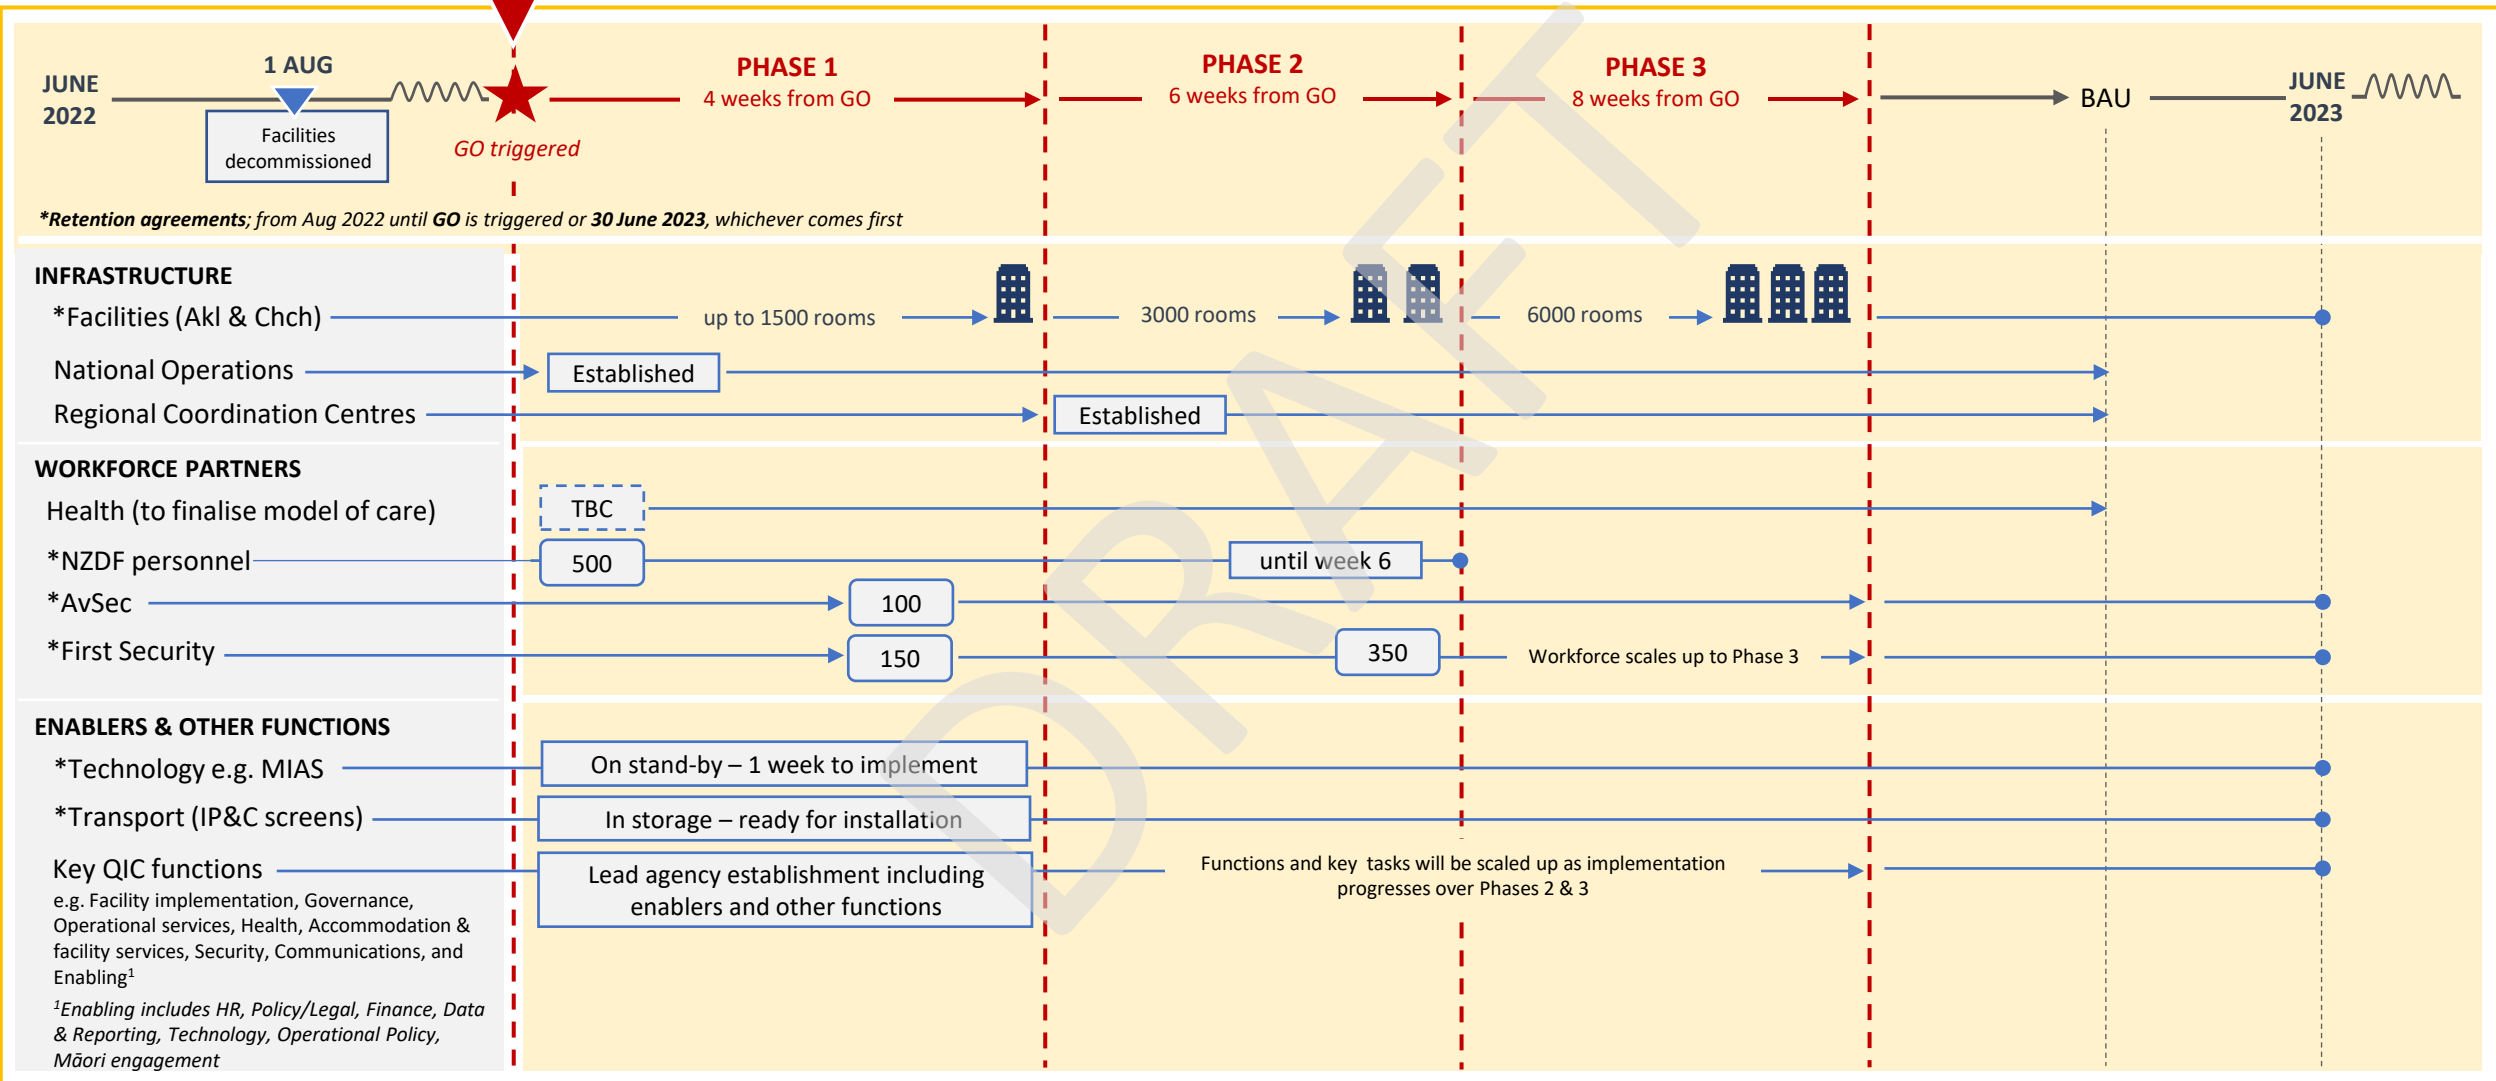 JUNE
2022
1 AUG
Facilities
decommissioned
GO triggered
PHASE 1
4 weeks from GO
PHASE 2
6 weeks from GO
PHASE 3
8 weeks from GO
BAU
JUNE
2023
*Retention agreements; from Aug 2022 until GO is triggered or 30 June 2023, whichever comes first
INFRASTRUCTURE
*Facilities (Akl & Chch)
up to 1500 rooms
3000 rooms
6000 rooms
National Operations
Established
Regional Coordination Centres
Established
WORKFORCE PARTNERS
Health (to finalise model of care)
TBC
*NZDF personnel
500
until week 6
*AvSec
100
*First Security
150
350
Workforce scales up to Phase 3
ENABLERS & OTHER FUNCTIONS
*Technology e.g. MIAS
On stand-by – 1 week to implement
*Transport (IP&C screens)
In storage – ready for installation
Key QIC functions
e.g. Facility implementation, Governance,
Operational services, Health, Accommodation &
facility services, Security, Communications, and
Enabling¹
Lead agency establishment including
enablers and other functions
Functions and key tasks will be scaled up as implementation
progresses over Phases 2 & 3
¹Enabling includes HR, Policy/Legal, Finance, Data
& Reporting, Technology, Operational Policy,
Māori engagement
DRAFT